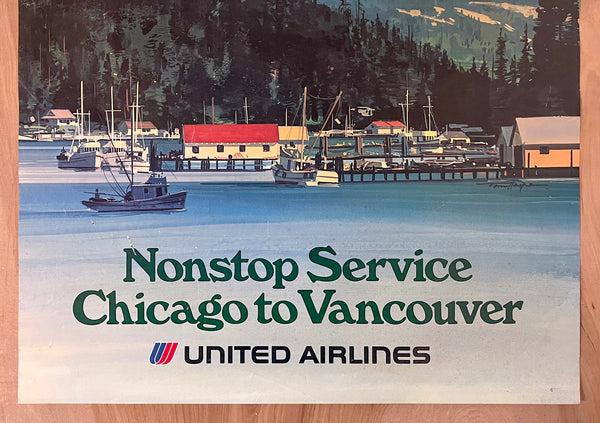 Nonstop Service
Chicago to Vancouver
UNITED AIRLINES